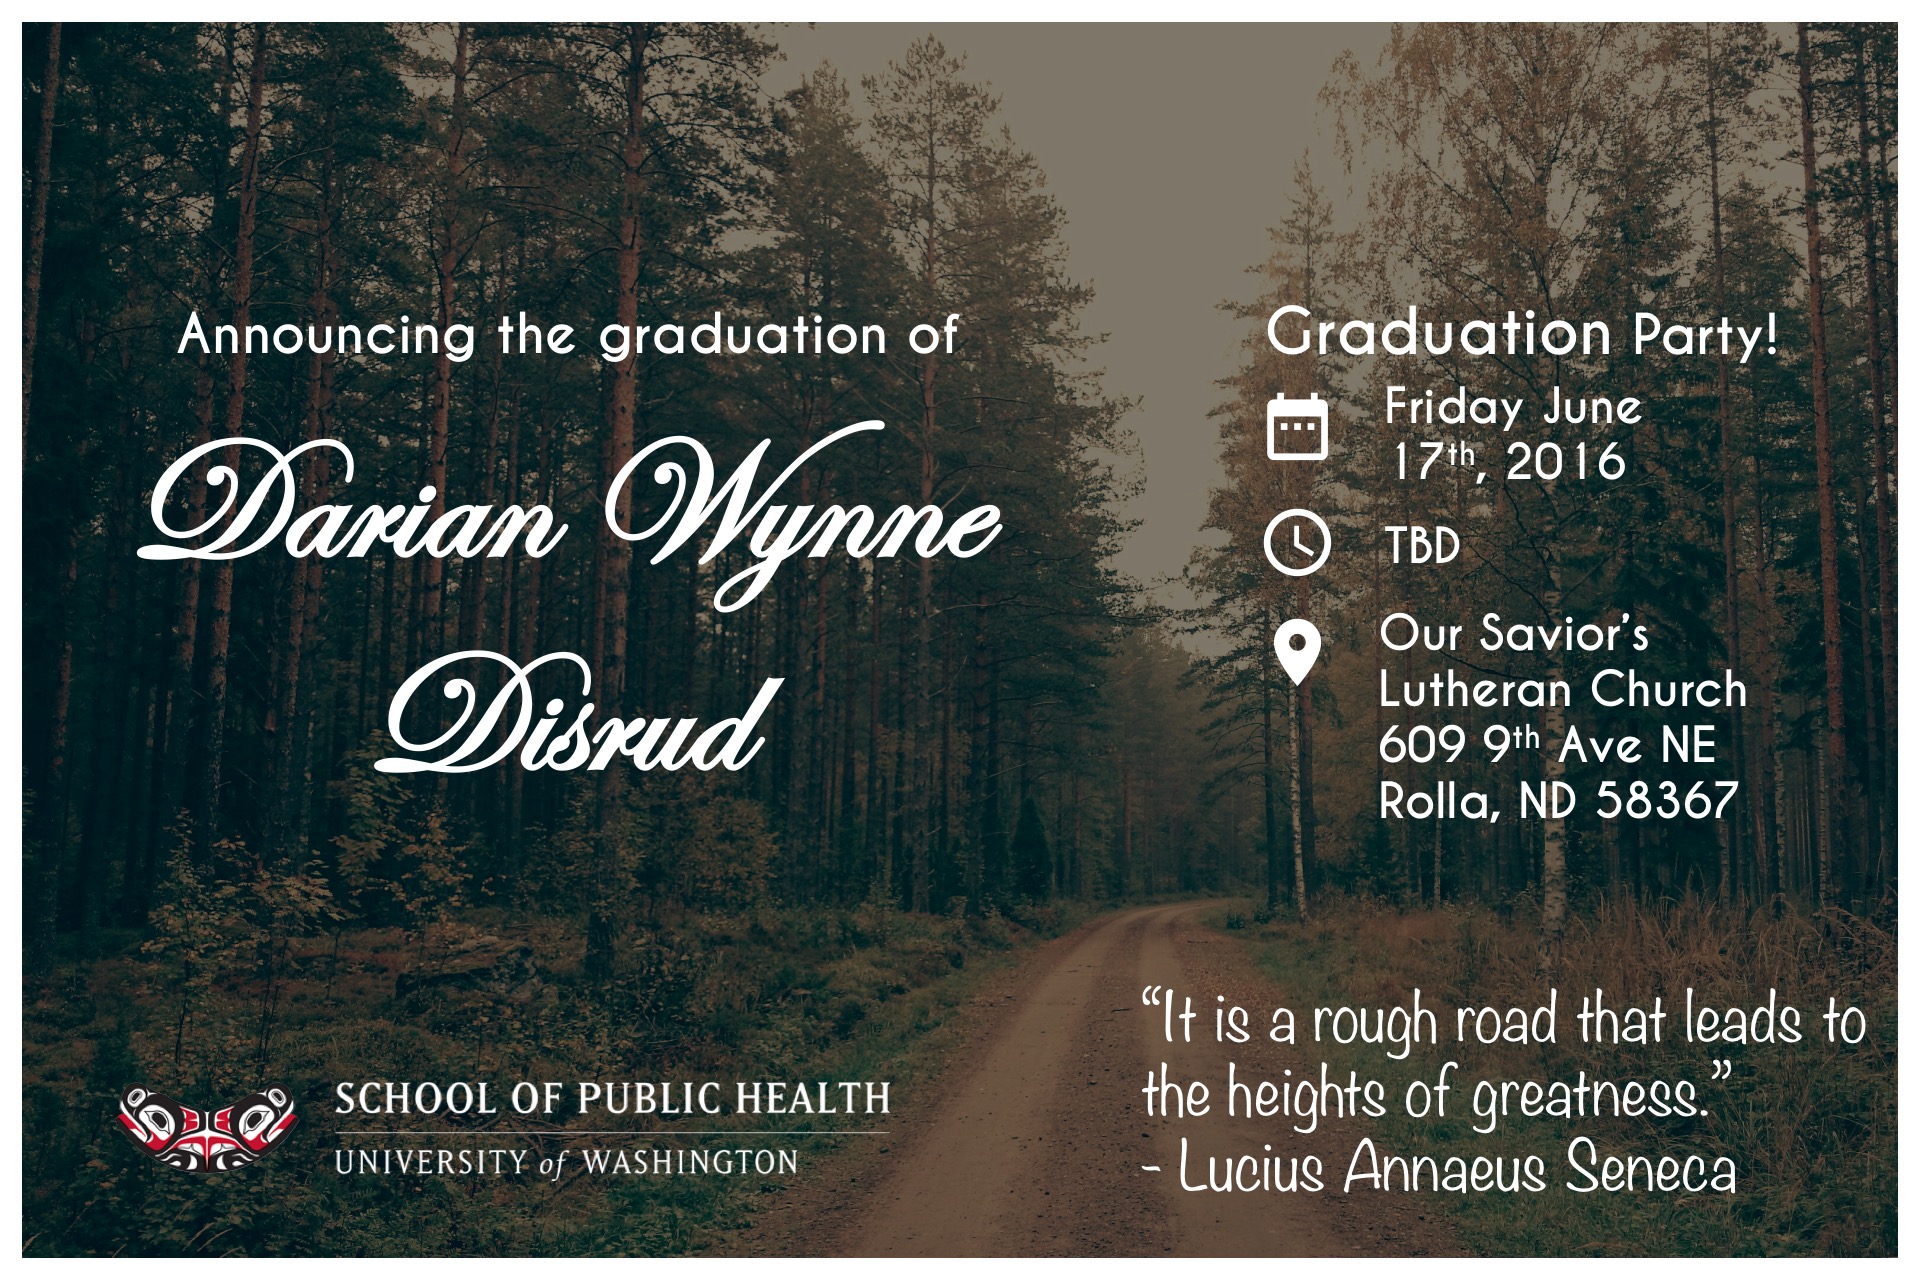 Announcing the graduation of
Darian Wynne
Disrud
Graduation Party!
Friday June
17th, 2016
TBD
Our Savior’s
Lutheran Church
609 9th Ave NE
Rolla, ND 58367
“It is a rough road that leads to
the heights of greatness.”
- Lucius Annaeus Seneca
SCHOOL OF PUBLIC HEALTH
UNIVERSITY of WASHINGTON